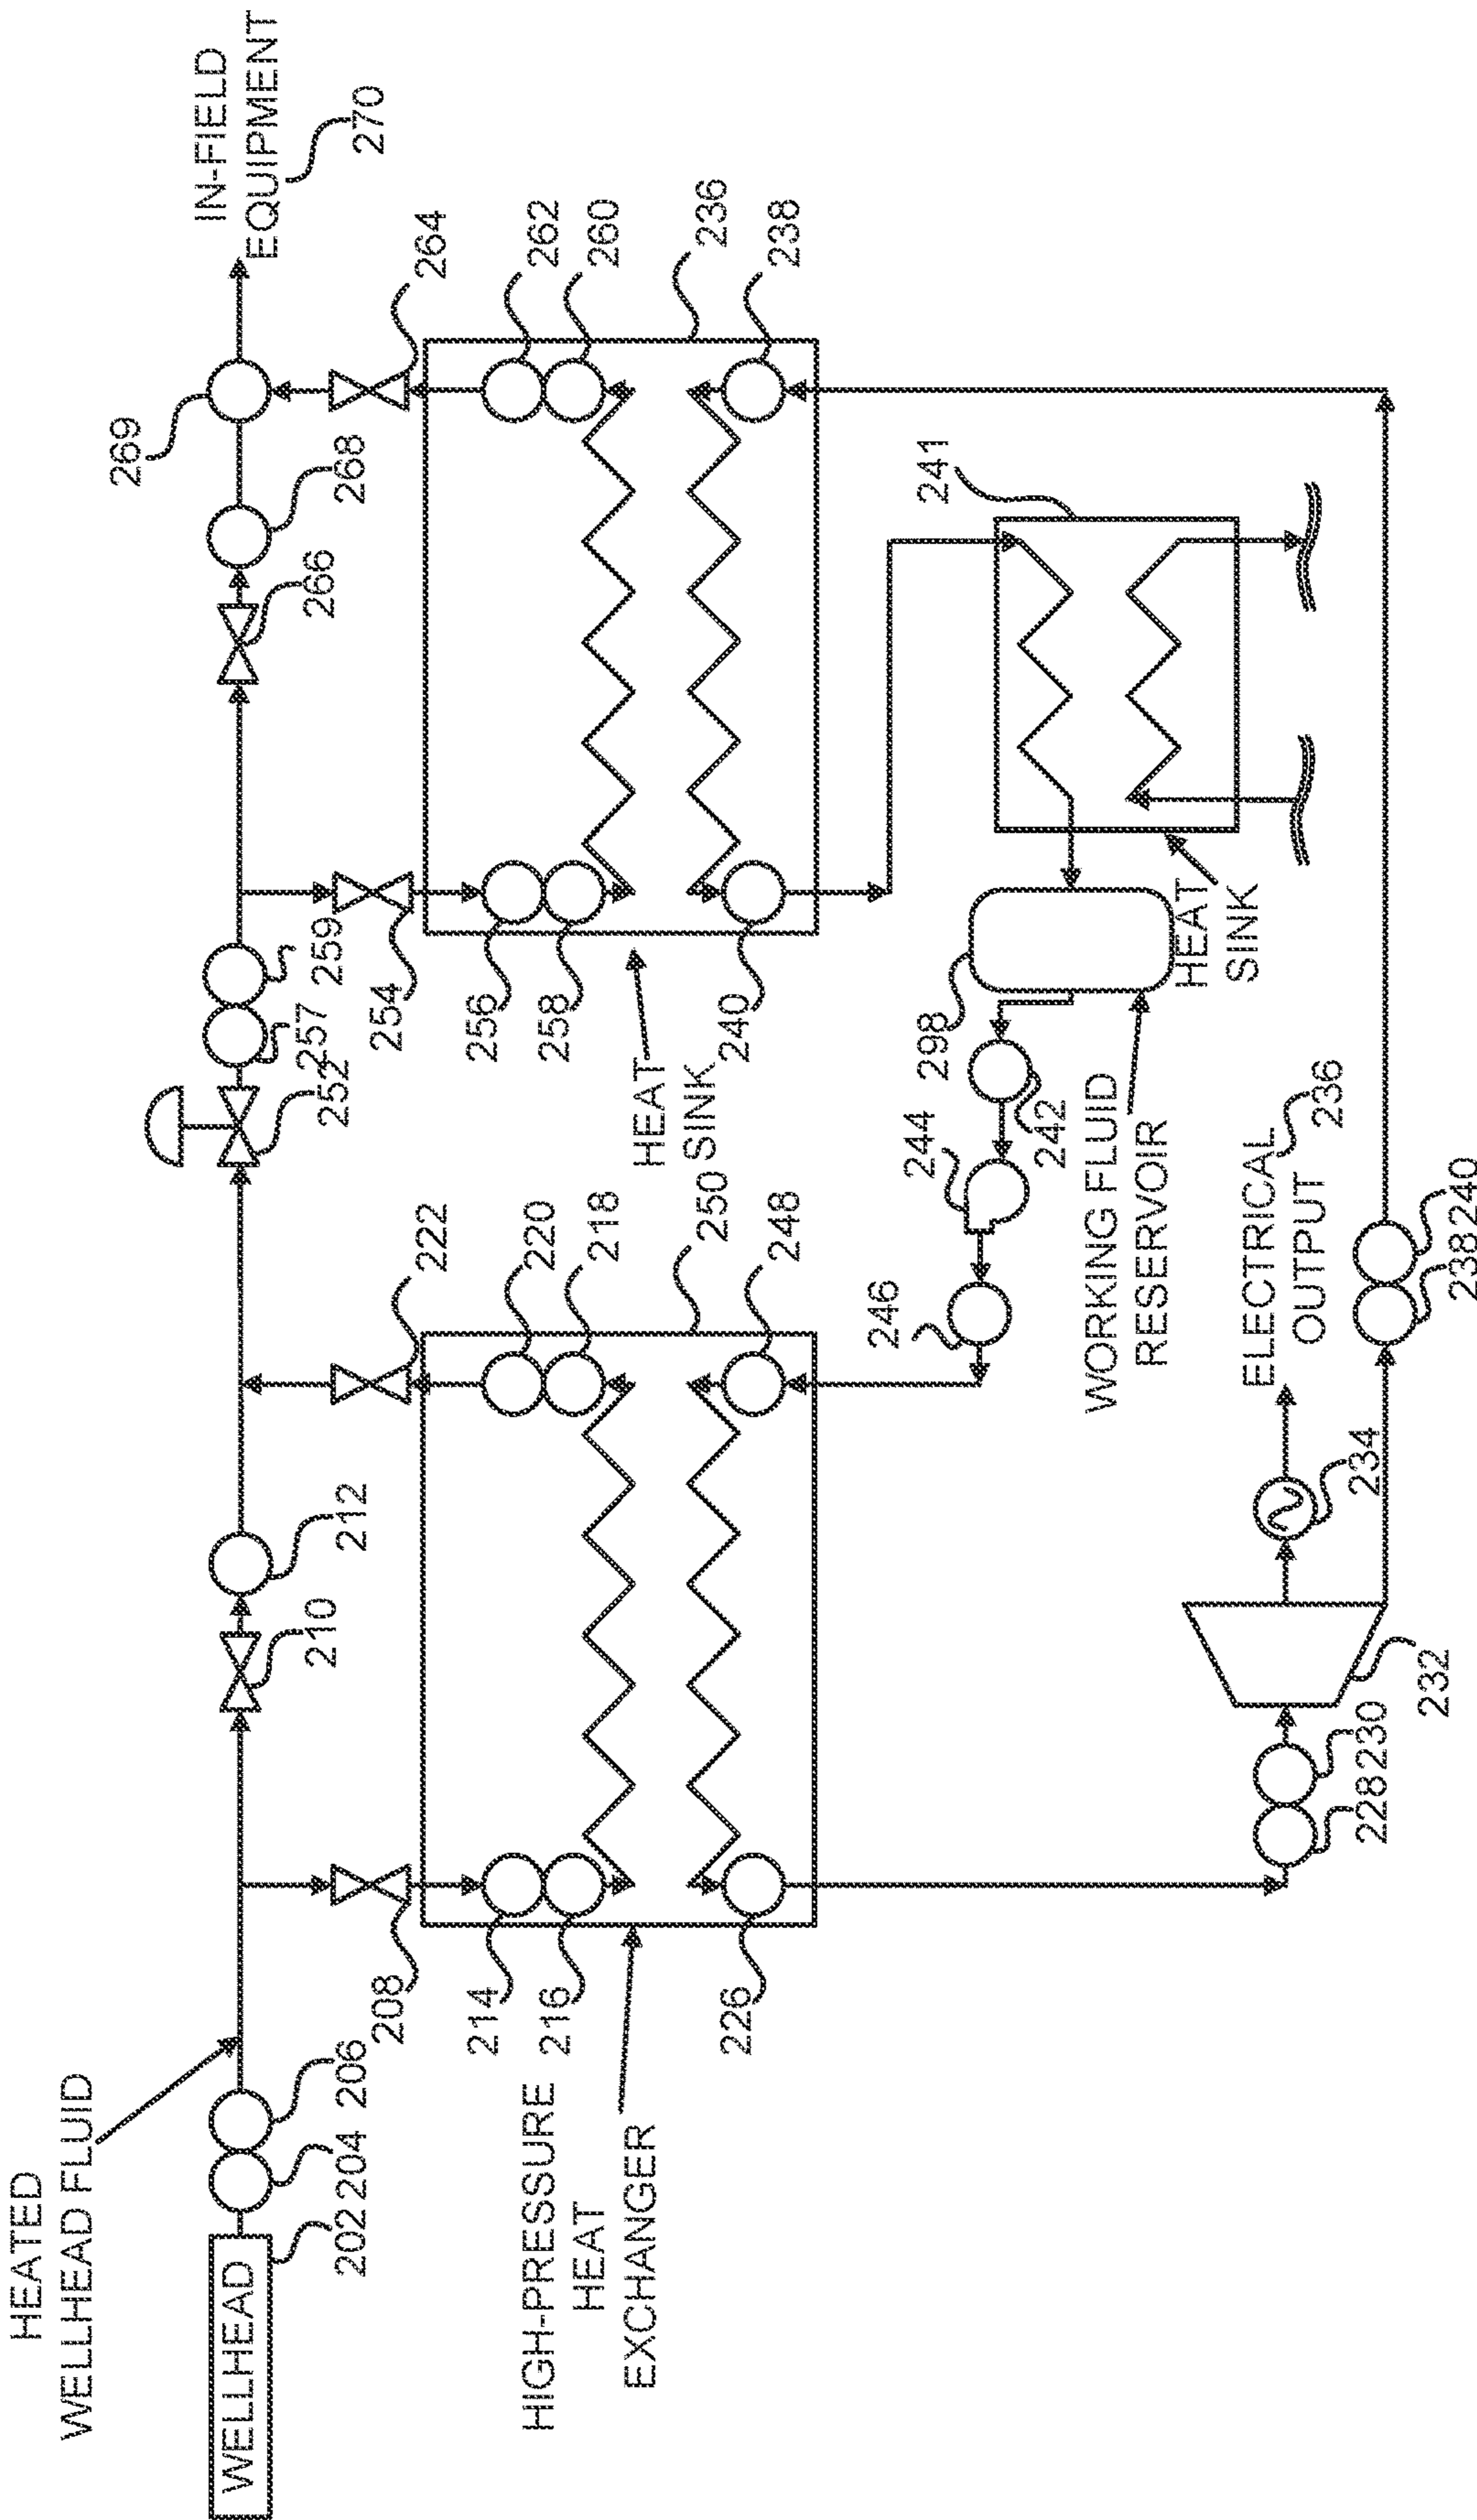 HEATED
WELLHEAD FLUID
WELLHEAD
202
204
206
208
210
212
214
216
218
220
222
226
248
250
HIGH-PRESSURE
HEAT
EXCHANGER
252
257
259
254
256
258
240
HEAT
SINK
266
268
269
IN-FIELD
EQUIPMENT
270
264
262
260
236
238
241
HEAT
SINK
298
WORKING FLUID
RESERVOIR
242
244
246
228
230
232
234
ELECTRICAL
OUTPUT
236
238
240